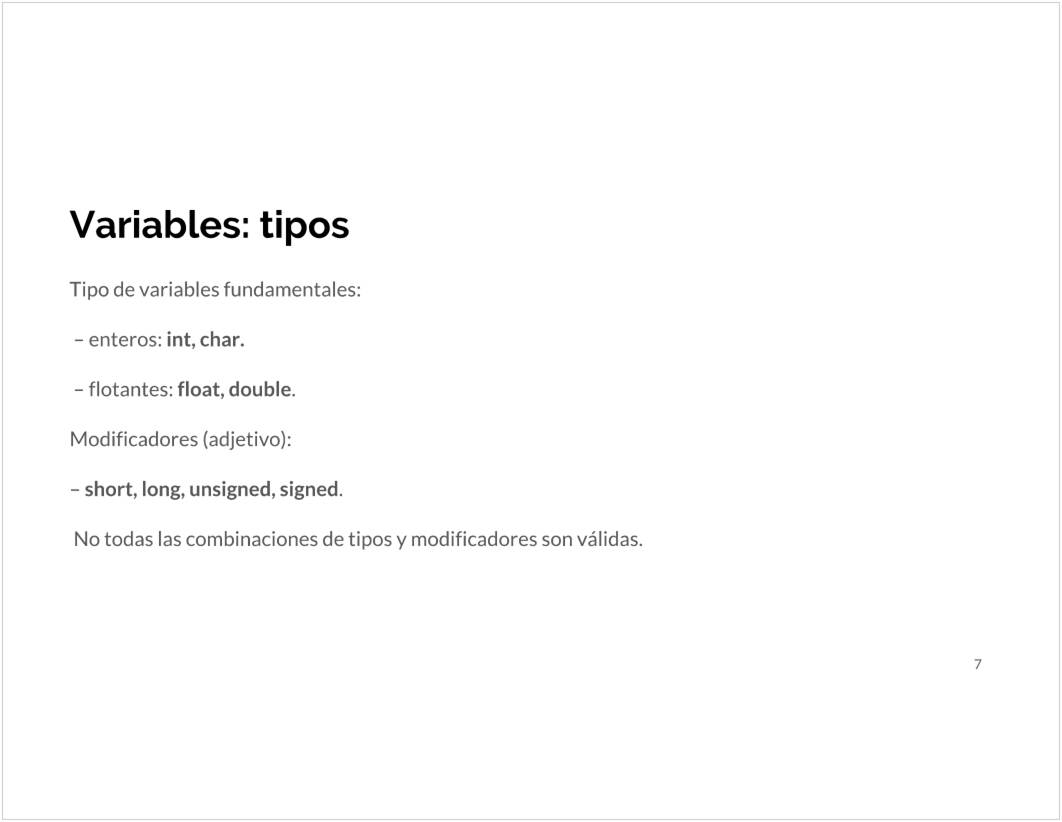 Variables: tipos
Tipo de variables fundamentales:
– enteros: int, char.
– flotantes: float, double.
Modificadores (adjetivo):
– short, long, unsigned, signed.
No todas las combinaciones de tipos y modificadores son válidas.
7